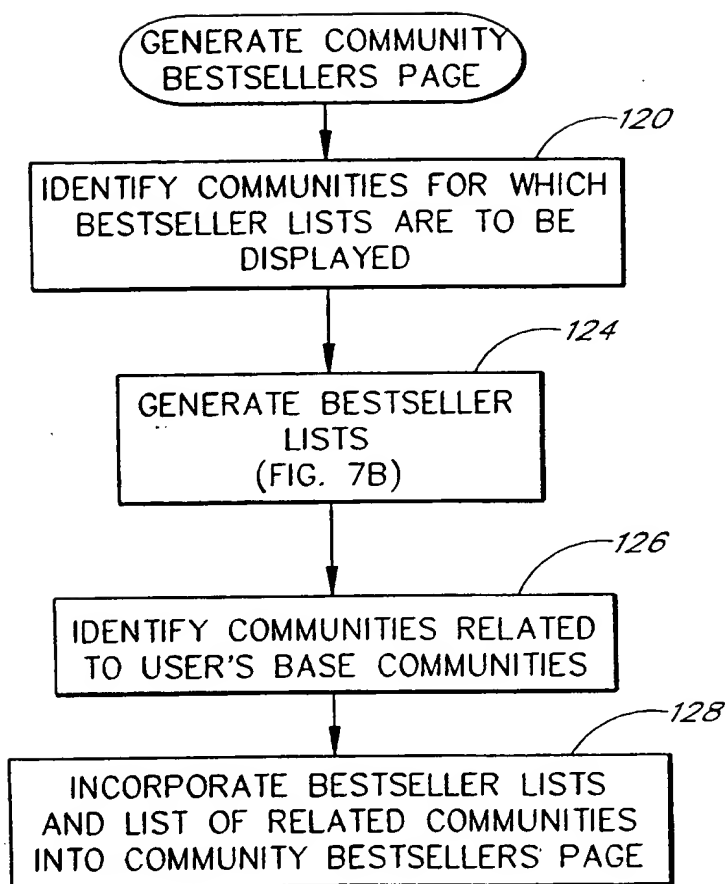 GENERATE COMMUNITY
BESTSELLERS PAGE
120
IDENTIFY COMMUNITIES FOR WHICH
BESTSELLER LISTS ARE TO BE
DISPLAYED
124
GENERATE BESTSELLER
LISTS
(FIG. 7B)
126
IDENTIFY COMMUNITIES RELATED
TO USER'S BASE COMMUNITIES
128
INCORPORATE BESTSELLER LISTS
AND LIST OF RELATED COMMUNITIES
INTO COMMUNITY BESTSELLERS PAGE